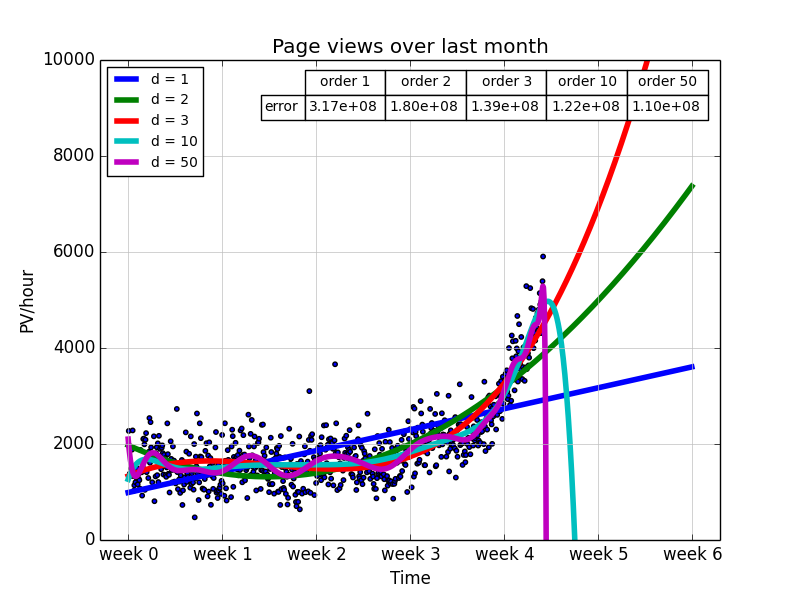 Page views over last month
10000
8000
6000
4000
2000
0
PV/hour
d = 1
d = 2
d = 3
d = 10
d = 50
order 1 order 2 order 3 order 10 order 50
error 3.17e+08 1.80e+08 1.39e+08 1.22e+08 1.10e+08
week 0 week 1 week 2 week 3 week 4 week 5 week 6
Time